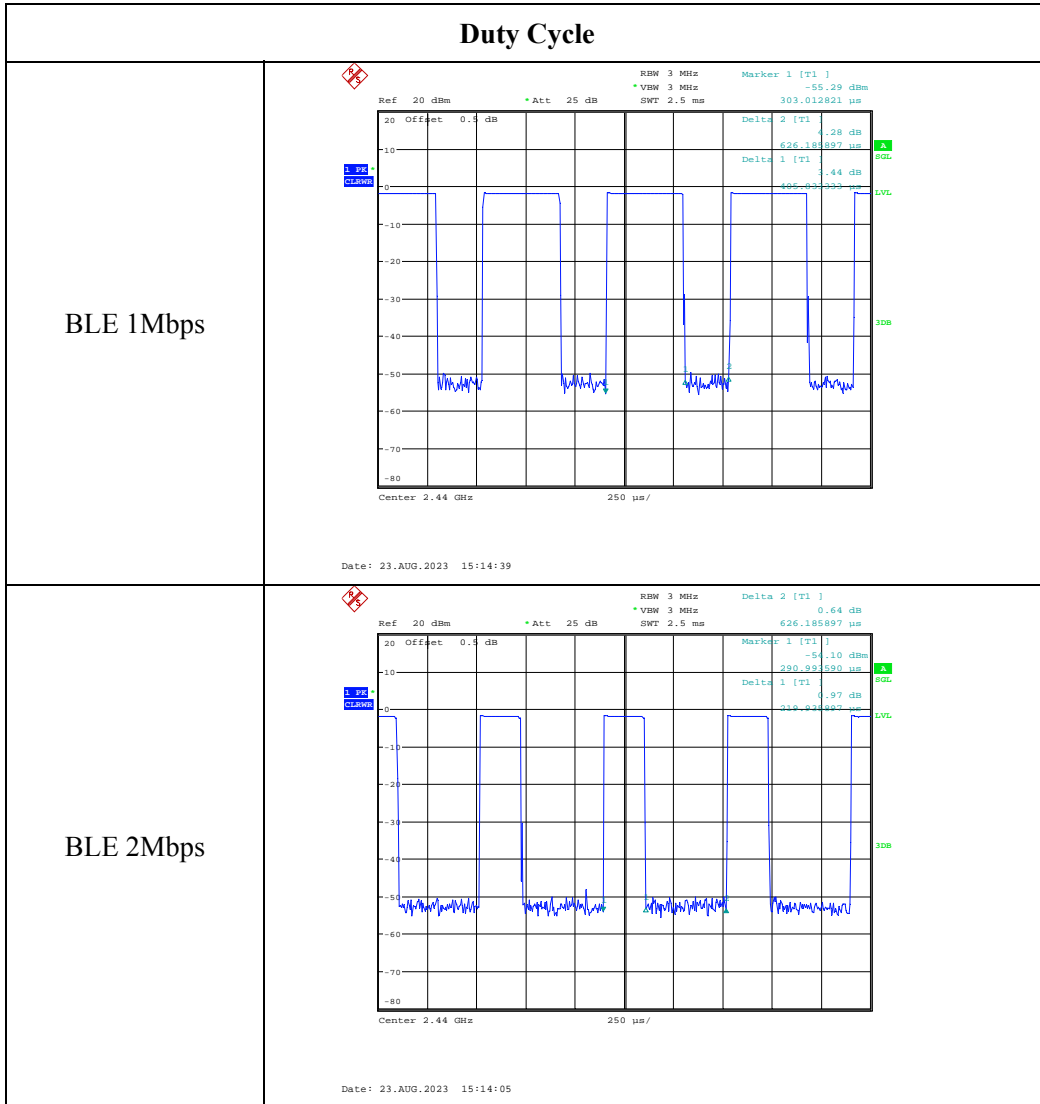 Duty Cycle
BLE 1Mbps
RBW 3 MHz
Marker 1 [T1 ]
* VBW 3 MHz
-55.29 dBm
Ref 20 dBm
* Att 25 dB
SWT 2.5 ms
303.012821 µs
20 Offset 0.5 dB
Delta 2 [T1 ]
4.28 dB
626.185897 µs
A
SGL
10
Delta 1 [T1 ]
3.44 dB
1 PK *
CLRWR
0
LVL
-10
-20
-30
3DB
-40
-50
-60
-70
-80
Center 2.44 GHz
250 µs/
Date: 23.AUG.2023 15:14:39
BLE 2Mbps
RBW 3 MHz
Delta 2 [T1 ]
* VBW 3 MHz
0.64 dB
Ref 20 dBm
* Att 25 dB
SWT 2.5 ms
626.185897 µs
20 Offset 0.5 dB
Marker 1 [T1 ]
-54.10 dBm
290.993590 µs
A
SGL
10
Delta 1 [T1 ]
0.97 dB
1 PK *
CLRWR
0
LVL
-10
-20
-30
3DB
-40
-50
-60
-70
-80
Center 2.44 GHz
250 µs/
Date: 23.AUG.2023 15:14:05